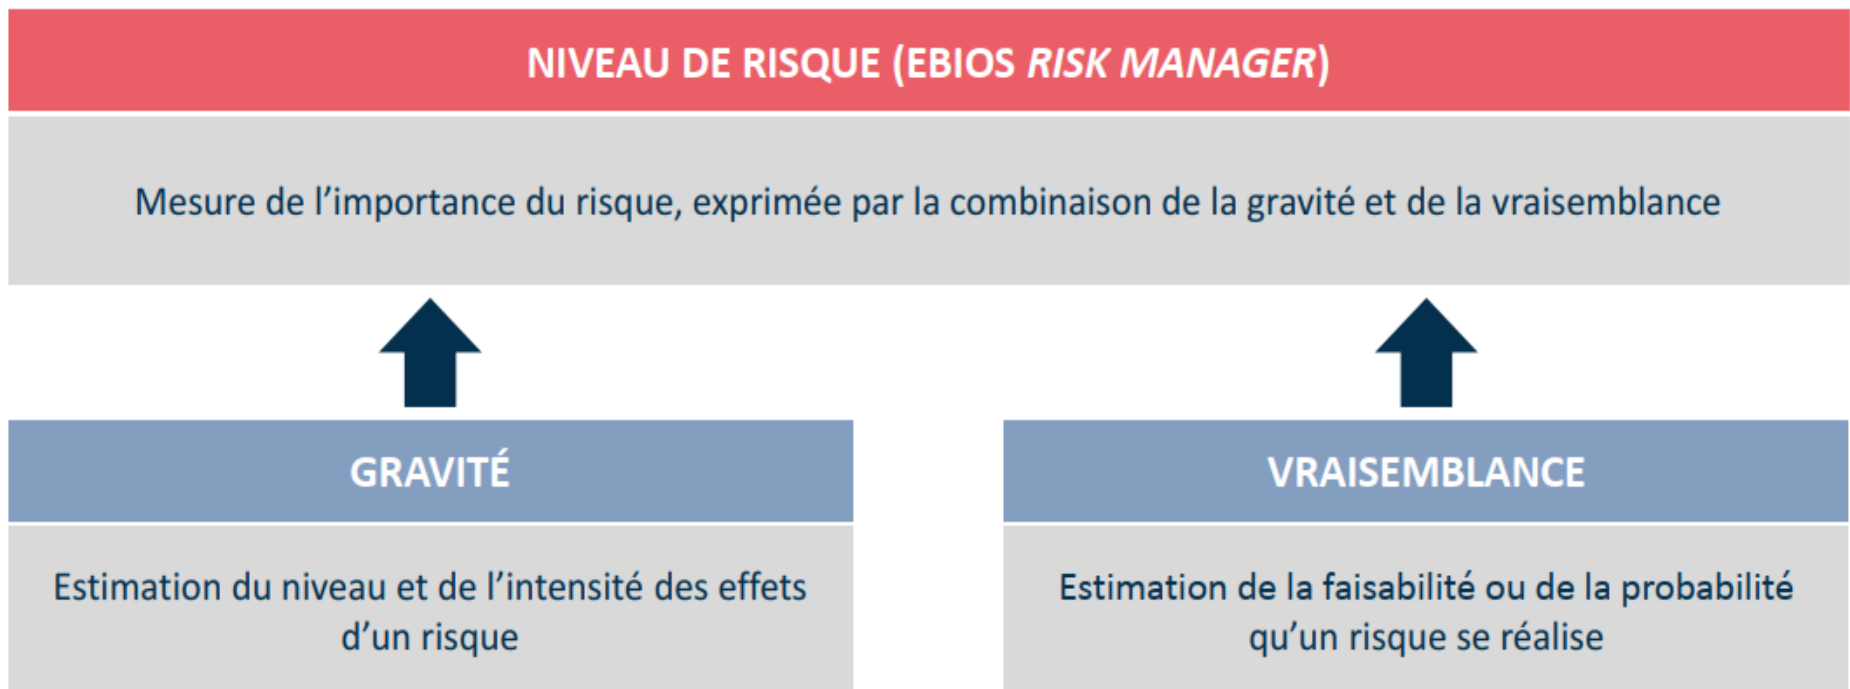 NIVEAU DE RISQUE (EBIOS RISK MANAGER)
Mesure de l’importance du risque, exprimée par la combinaison de la gravité et de la vraisemblance
GRAVITÉ
Estimation du niveau et de l’intensité des effets
d’un risque
VRAISEMBLANCE
Estimation de la faisabilité ou de la probabilité
qu’un risque se réalise